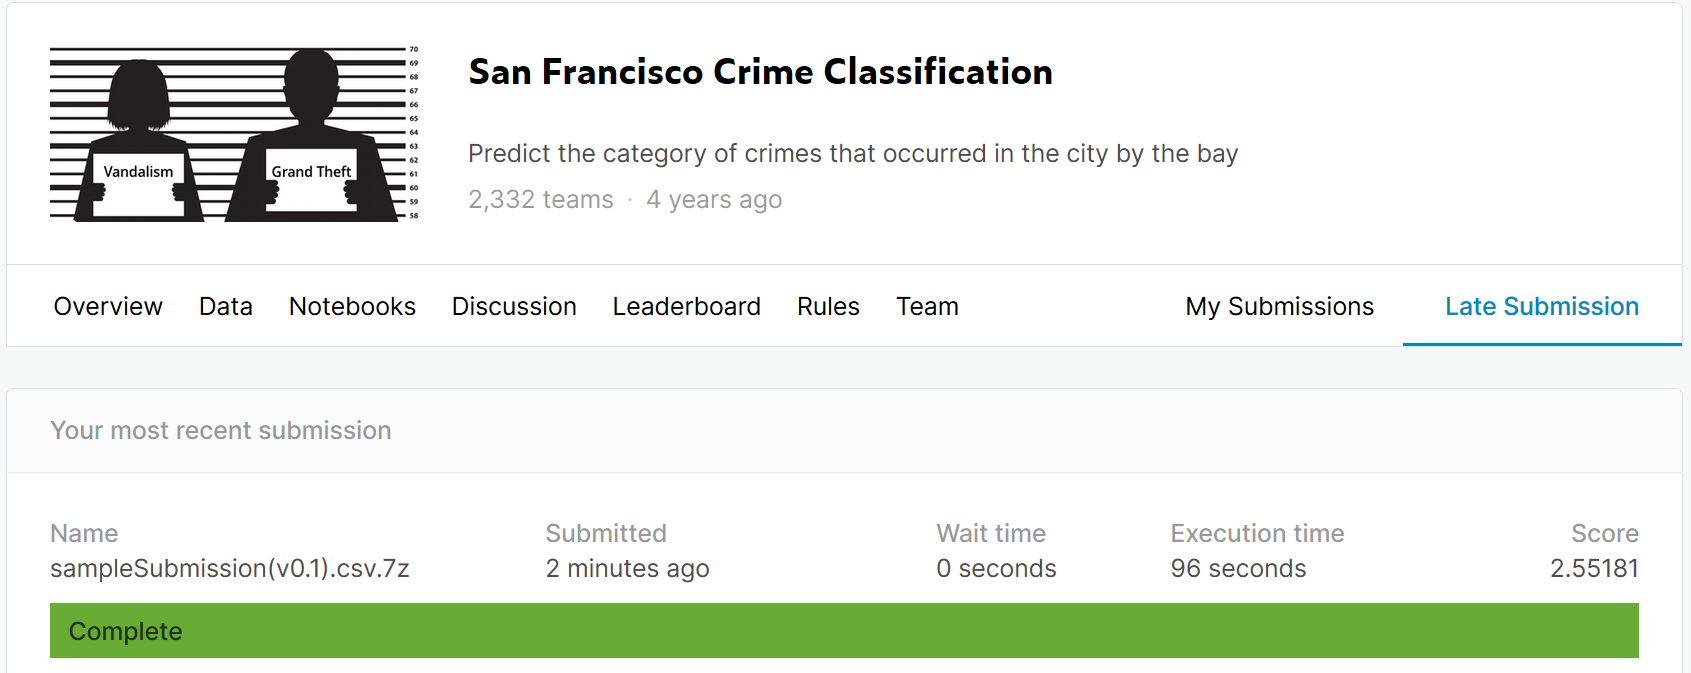 70
69
68
67
66
65
64
63
62
61
60
59
58
Vandalism
Grand Theft
San Francisco Crime Classification
Predict the category of crimes that occurred in the city by the bay
2,332 teams · 4 years ago
Overview Data Notebooks Discussion Leaderboard Rules Team My Submissions Late Submission
Your most recent submission
Name Submitted Wait time Execution time Score
sampleSubmission(v0.1).csv.7z 2 minutes ago 0 seconds 96 seconds 2.55181
Complete